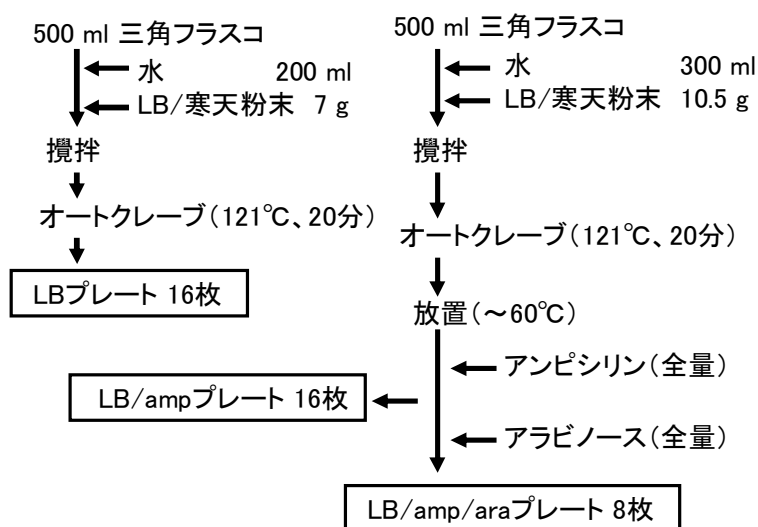 500 ml 三角フラスコ
水 200 ml
LB/寒天粉末 7 g
攪拌
オートクレーブ(121℃、20分)
LBプレート 16枚
500 ml 三角フラスコ
水 300 ml
LB/寒天粉末 10.5 g
攪拌
オートクレーブ(121℃、20分)
放置(~60℃)
アンピシリン(全量)
LB/ampプレート 16枚
アラビノース(全量)
LB/amp/araプレート 8枚